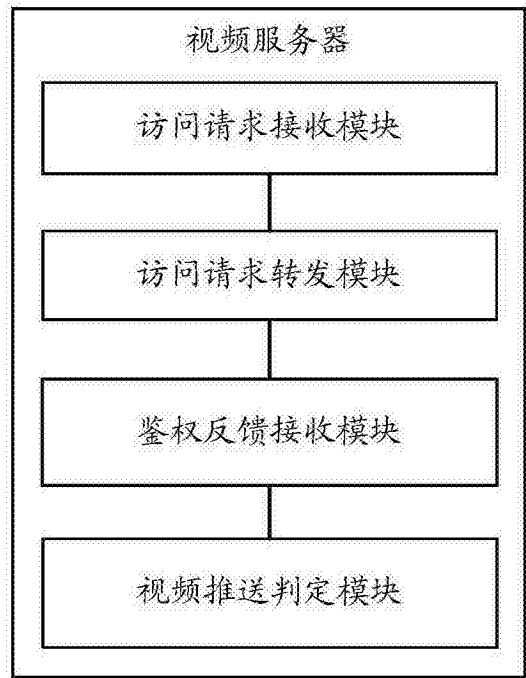 视频服务器
访问请求接收模块
访问请求转发模块
鉴权反馈接收模块
视频推送判定模块